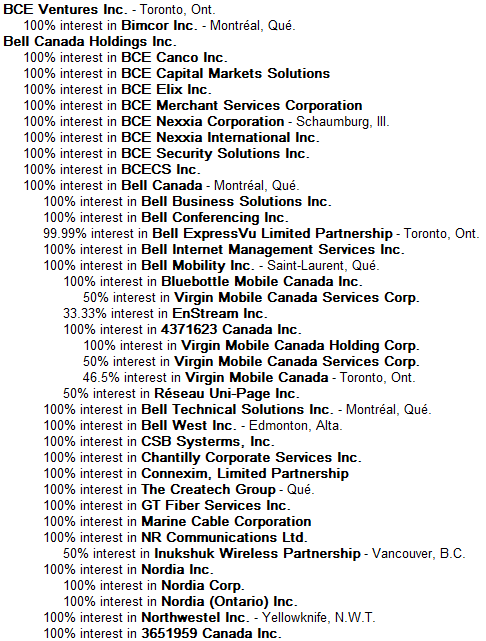 BCE Ventures Inc. - Toronto, Ont.
100% interest in Bimcor Inc. - Montréal, Qué.
Bell Canada Holdings Inc.
100% interest in BCE Canco Inc.
100% interest in BCE Capital Markets Solutions
100% interest in BCE Elix Inc.
100% interest in BCE Merchant Services Corporation
100% interest in BCE Nexxia Corporation - Schaumburg, Ill.
100% interest in BCE Nexxia International Inc.
100% interest in BCE Security Solutions Inc.
100% interest in BCECS Inc.
100% interest in Bell Canada - Montréal, Qué.
100% interest in Bell Business Solutions Inc.
100% interest in Bell Conferencing Inc.
99.99% interest in Bell ExpressVu Limited Partnership - Toronto, Ont.
100% interest in Bell Internet Management Services Inc.
100% interest in Bell Mobility Inc. - Saint-Laurent, Qué.
100% interest in Bluebottle Mobile Canada Inc.
50% interest in Virgin Mobile Canada Services Corp.
33.33% interest in EnStream Inc.
100% interest in 4371623 Canada Inc.
100% interest in Virgin Mobile Canada Holding Corp.
50% interest in Virgin Mobile Canada Services Corp.
46.5% interest in Virgin Mobile Canada - Toronto, Ont.
50% interest in Réseau Uni-Page Inc.
100% interest in Bell Technical Solutions Inc. - Montréal, Qué.
100% interest in Bell West Inc. - Edmonton, Alta.
100% interest in CSB Systerms, Inc.
100% interest in Chantilly Corporate Services Inc.
100% interest in Connexim, Limited Partnership
100% interest in The Createch Group - Qué.
100% interest in GT Fiber Services Inc.
100% interest in Marine Cable Corporation
100% interest in NR Communications Ltd.
50% interest in Inukshuk Wireless Partnership - Vancouver, B.C.
100% interest in Nordia Inc.
100% interest in Nordia Corp.
100% interest in Nordia (Ontario) Inc.
100% interest in Northwestel Inc. - Yellowknife, N.W.T.
100% interest in 3651959 Canada Inc.